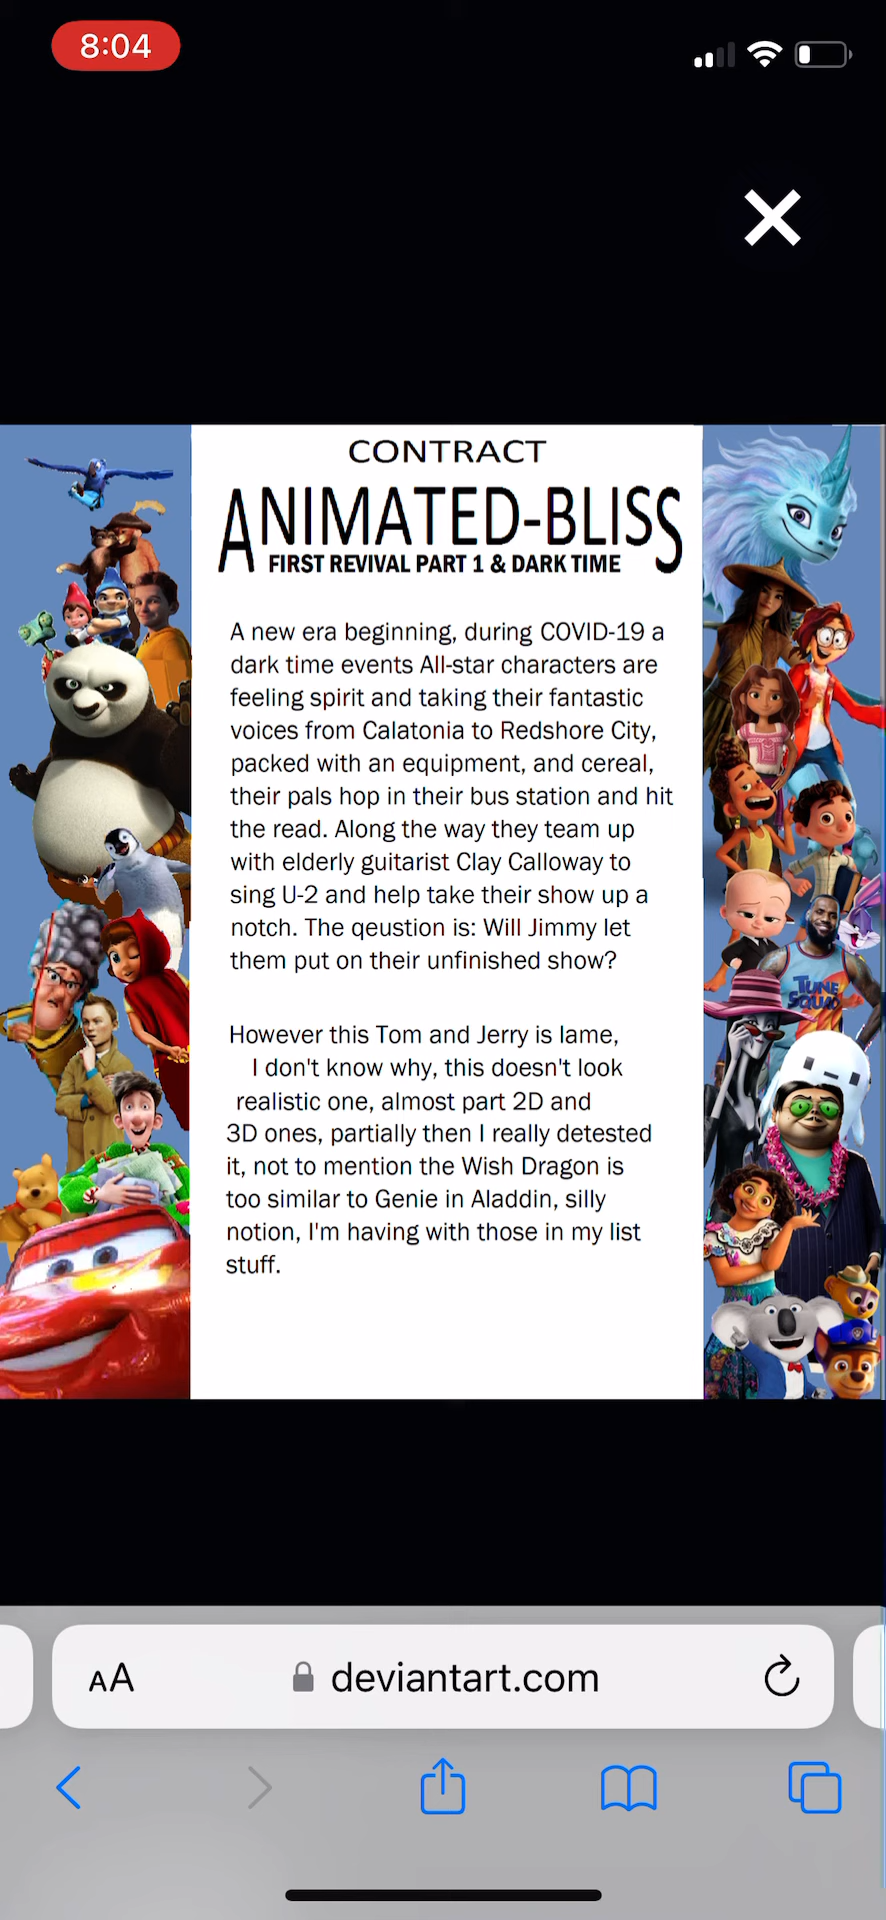 8:04
CONTRACT
ANIMATED-BLISS
FIRST REVIVAL PART 1 & DARK TIME
A new era beginning, during COVID-19 a
dark time events All-star characters are
feeling spirit and taking their fantastic
voices from Calatonia to Redshore City,
packed with an equipment, and cereal,
their pals hop in their bus station and hit
the read. Along the way they team up
with elderly guitarist Clay Calloway to
sing U-2 and help take their show up a
notch. The qeustion is: Will Jimmy let
them put on their unfinished show?
However this Tom and Jerry is lame,
I don't know why, this doesn't look
realistic one, almost part 2D and
3D ones, partially then I really detested
it, not to mention the Wish Dragon is
too similar to Genie in Aladdin, silly
notion, I'm having with those in my list
stuff.
TUNE
SQUAD
AA deviantart.com